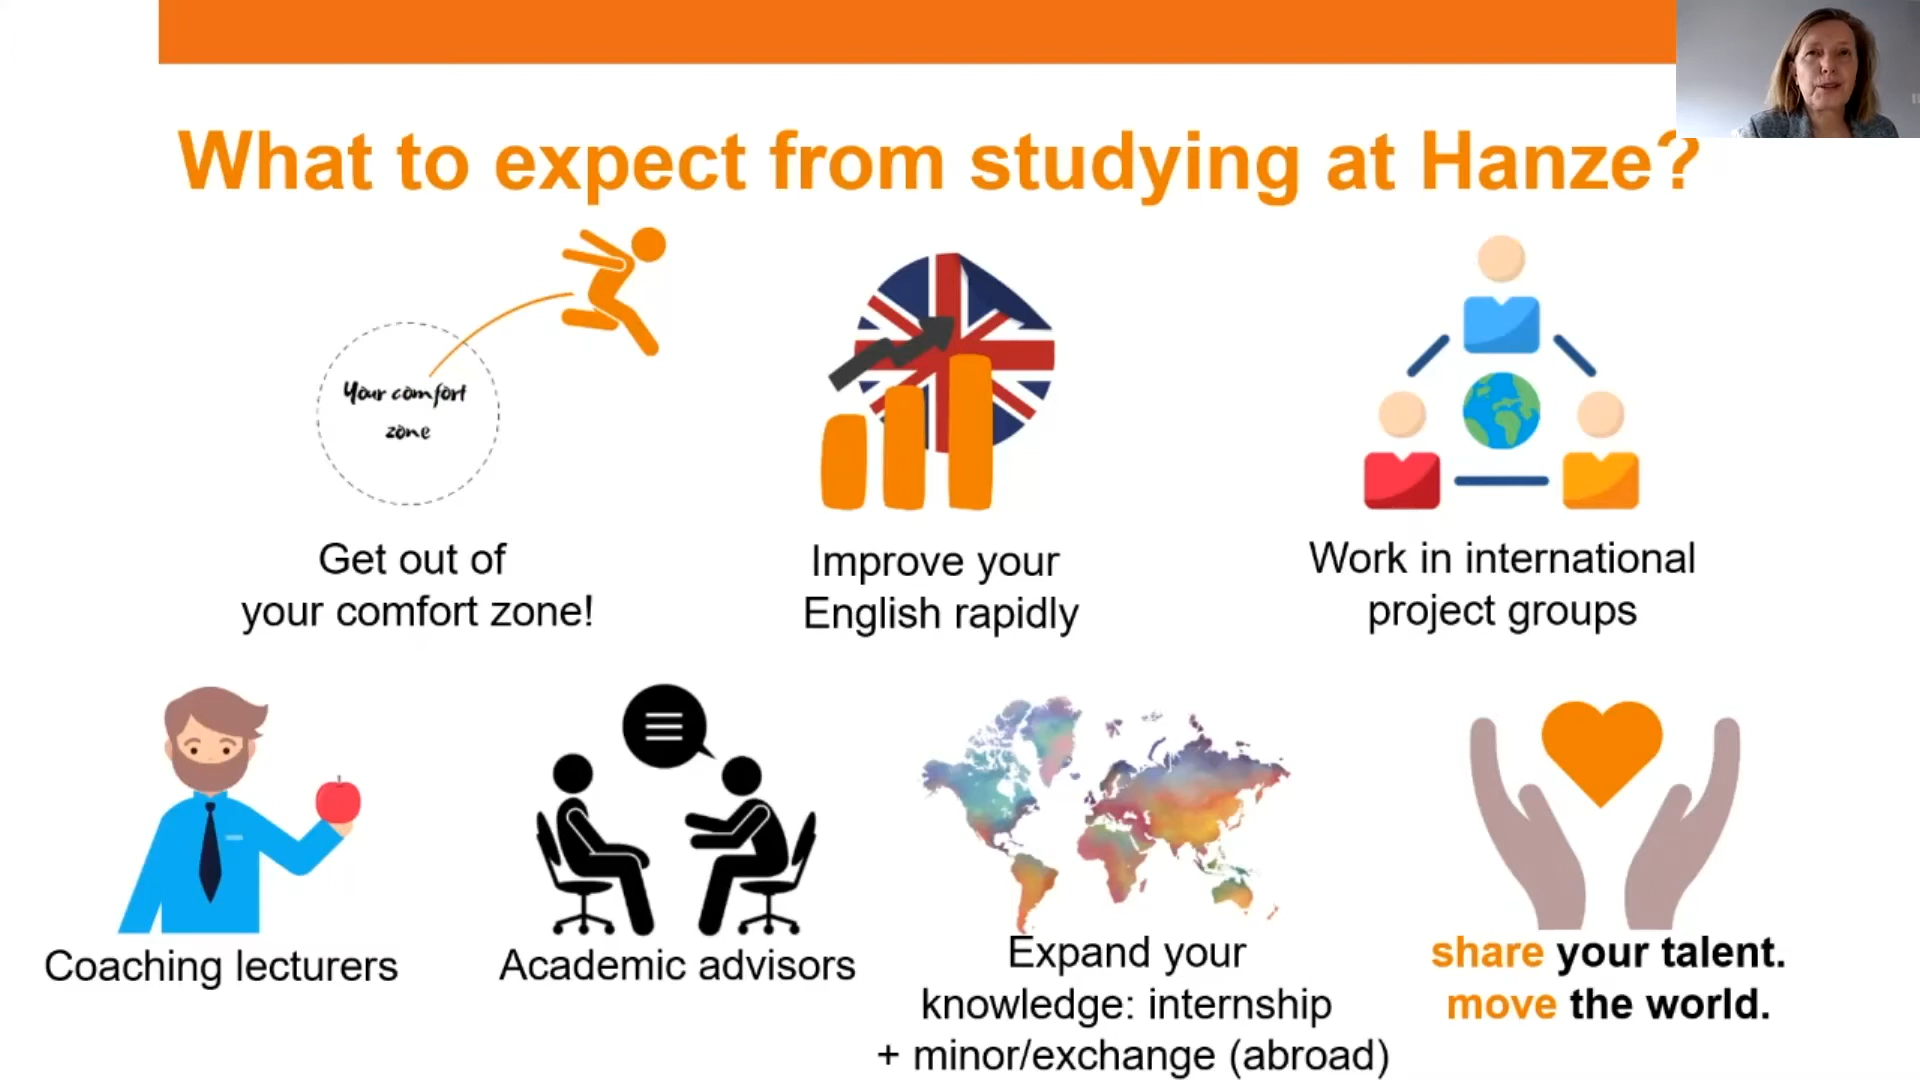 What to expect from studying at Hanze?
Your comfort
zone
Get out of
your comfort zone!
Improve your
English rapidly
Work in international
project groups
Coaching lecturers
Academic advisors
Expand your
knowledge: internship
+ minor/exchange (abroad)
share your talent.
move the world.